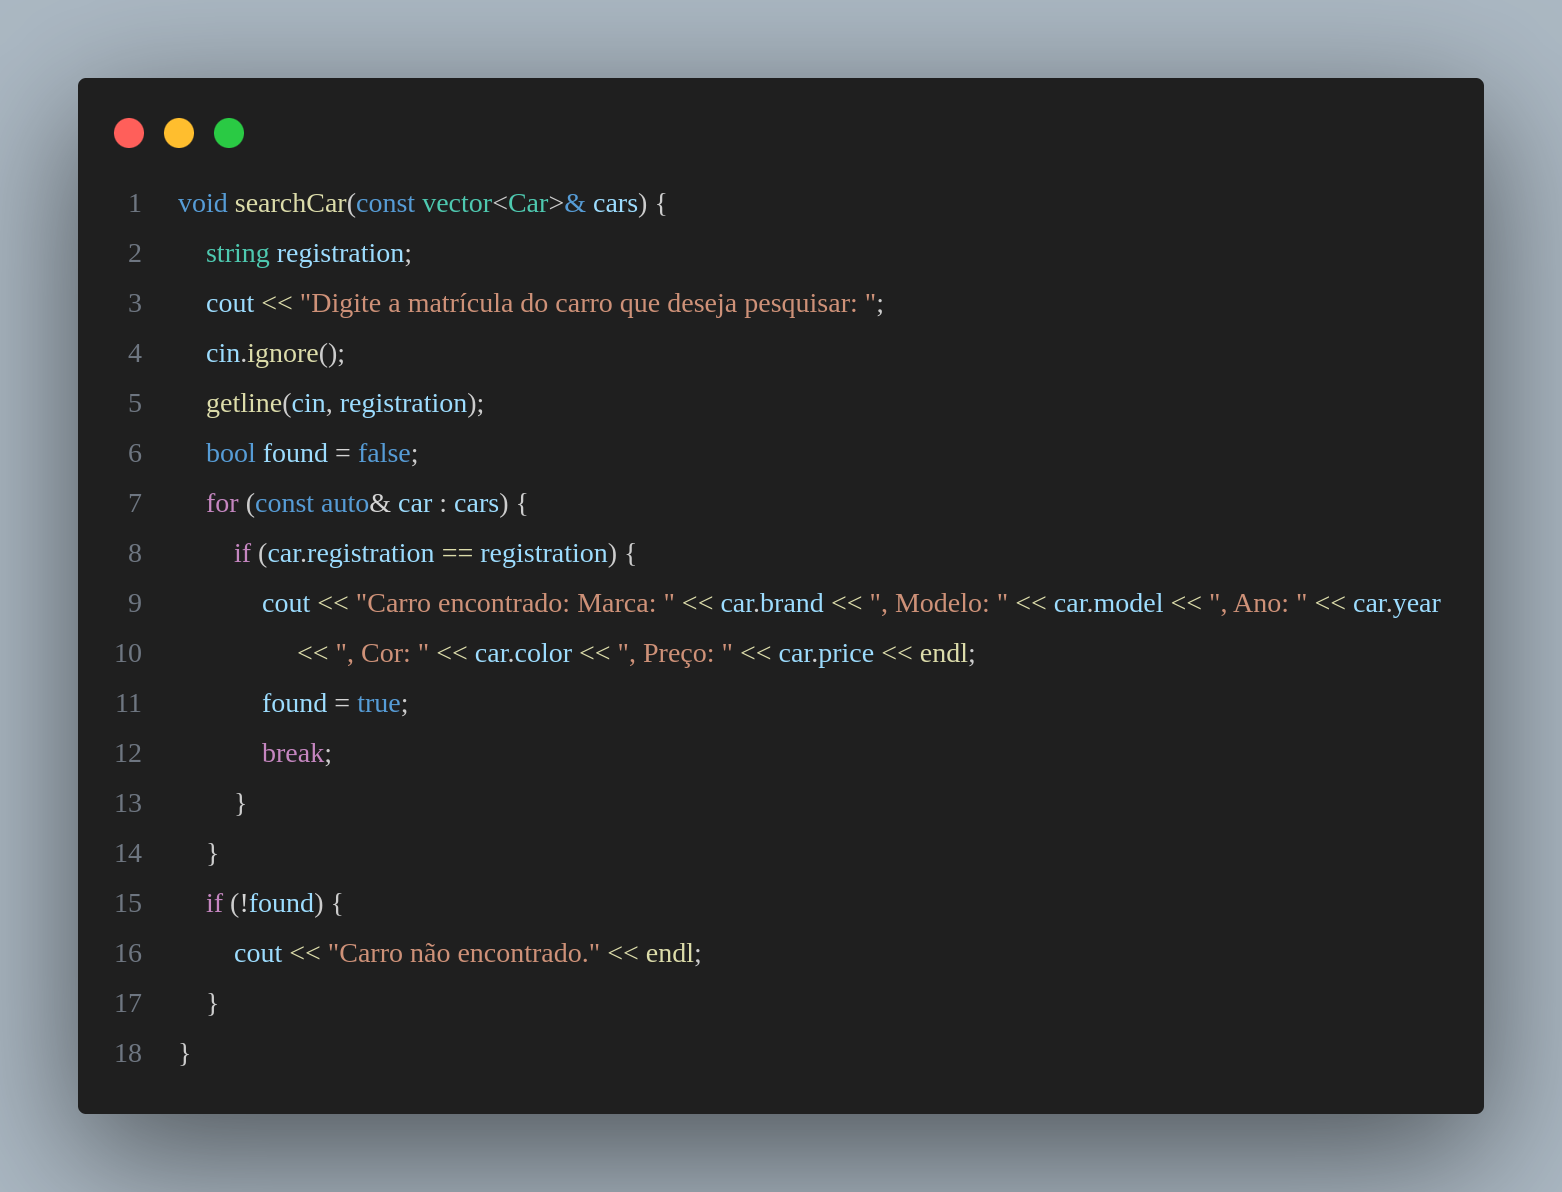 1 void searchCar(const vector<Car>& cars) {
2     string registration;
3     cout << "Digite a matrícula do carro que deseja pesquisar: ";
4     cin.ignore();
5     getline(cin, registration);
6     bool found = false;
7     for (const auto& car : cars) {
8         if (car.registration == registration) {
9             cout << "Carro encontrado: Marca: " << car.brand << ", Modelo: " << car.model << ", Ano: " << car.year
10                  << ", Cor: " << car.color << ", Preço: " << car.price << endl;
11             found = true;
12             break;
13         }
14     }
15     if (!found) {
16         cout << "Carro não encontrado." << endl;
17     }
18 }